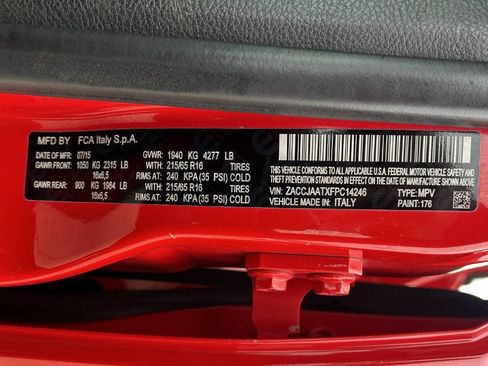 MFD BY FCA Italy S.p.A.
DATE OF MFR: 07/15 GVWR: 1940 KG 4277 LB
GAWR FRONT: 1050 KG 2315 LB WITH: 215/65 R16 TIRES
16x6,5 RIMS AT: 240 KPA (35 PSI) COLD
GAWR REAR: 900 KG 1984 LB WITH: 215/65 R16 TIRES
16x6,5 RIMS AT: 240 KPA (35 PSI) COLD
THIS VEHICLE CONFORMS TO ALL APPLICABLE U.S.A. FEDERAL MOTOR VEHICLE
SAFETY, BUMPER AND THEFT PREVENTION STANDARDS IN EFFECT ON THE DATE OF MANUFACTURE SHOWN ABOVE.
VIN: ZACCJAATXFPC14246 TYPE: MPV
VEHICLE MADE IN: ITALY PAINT: 176